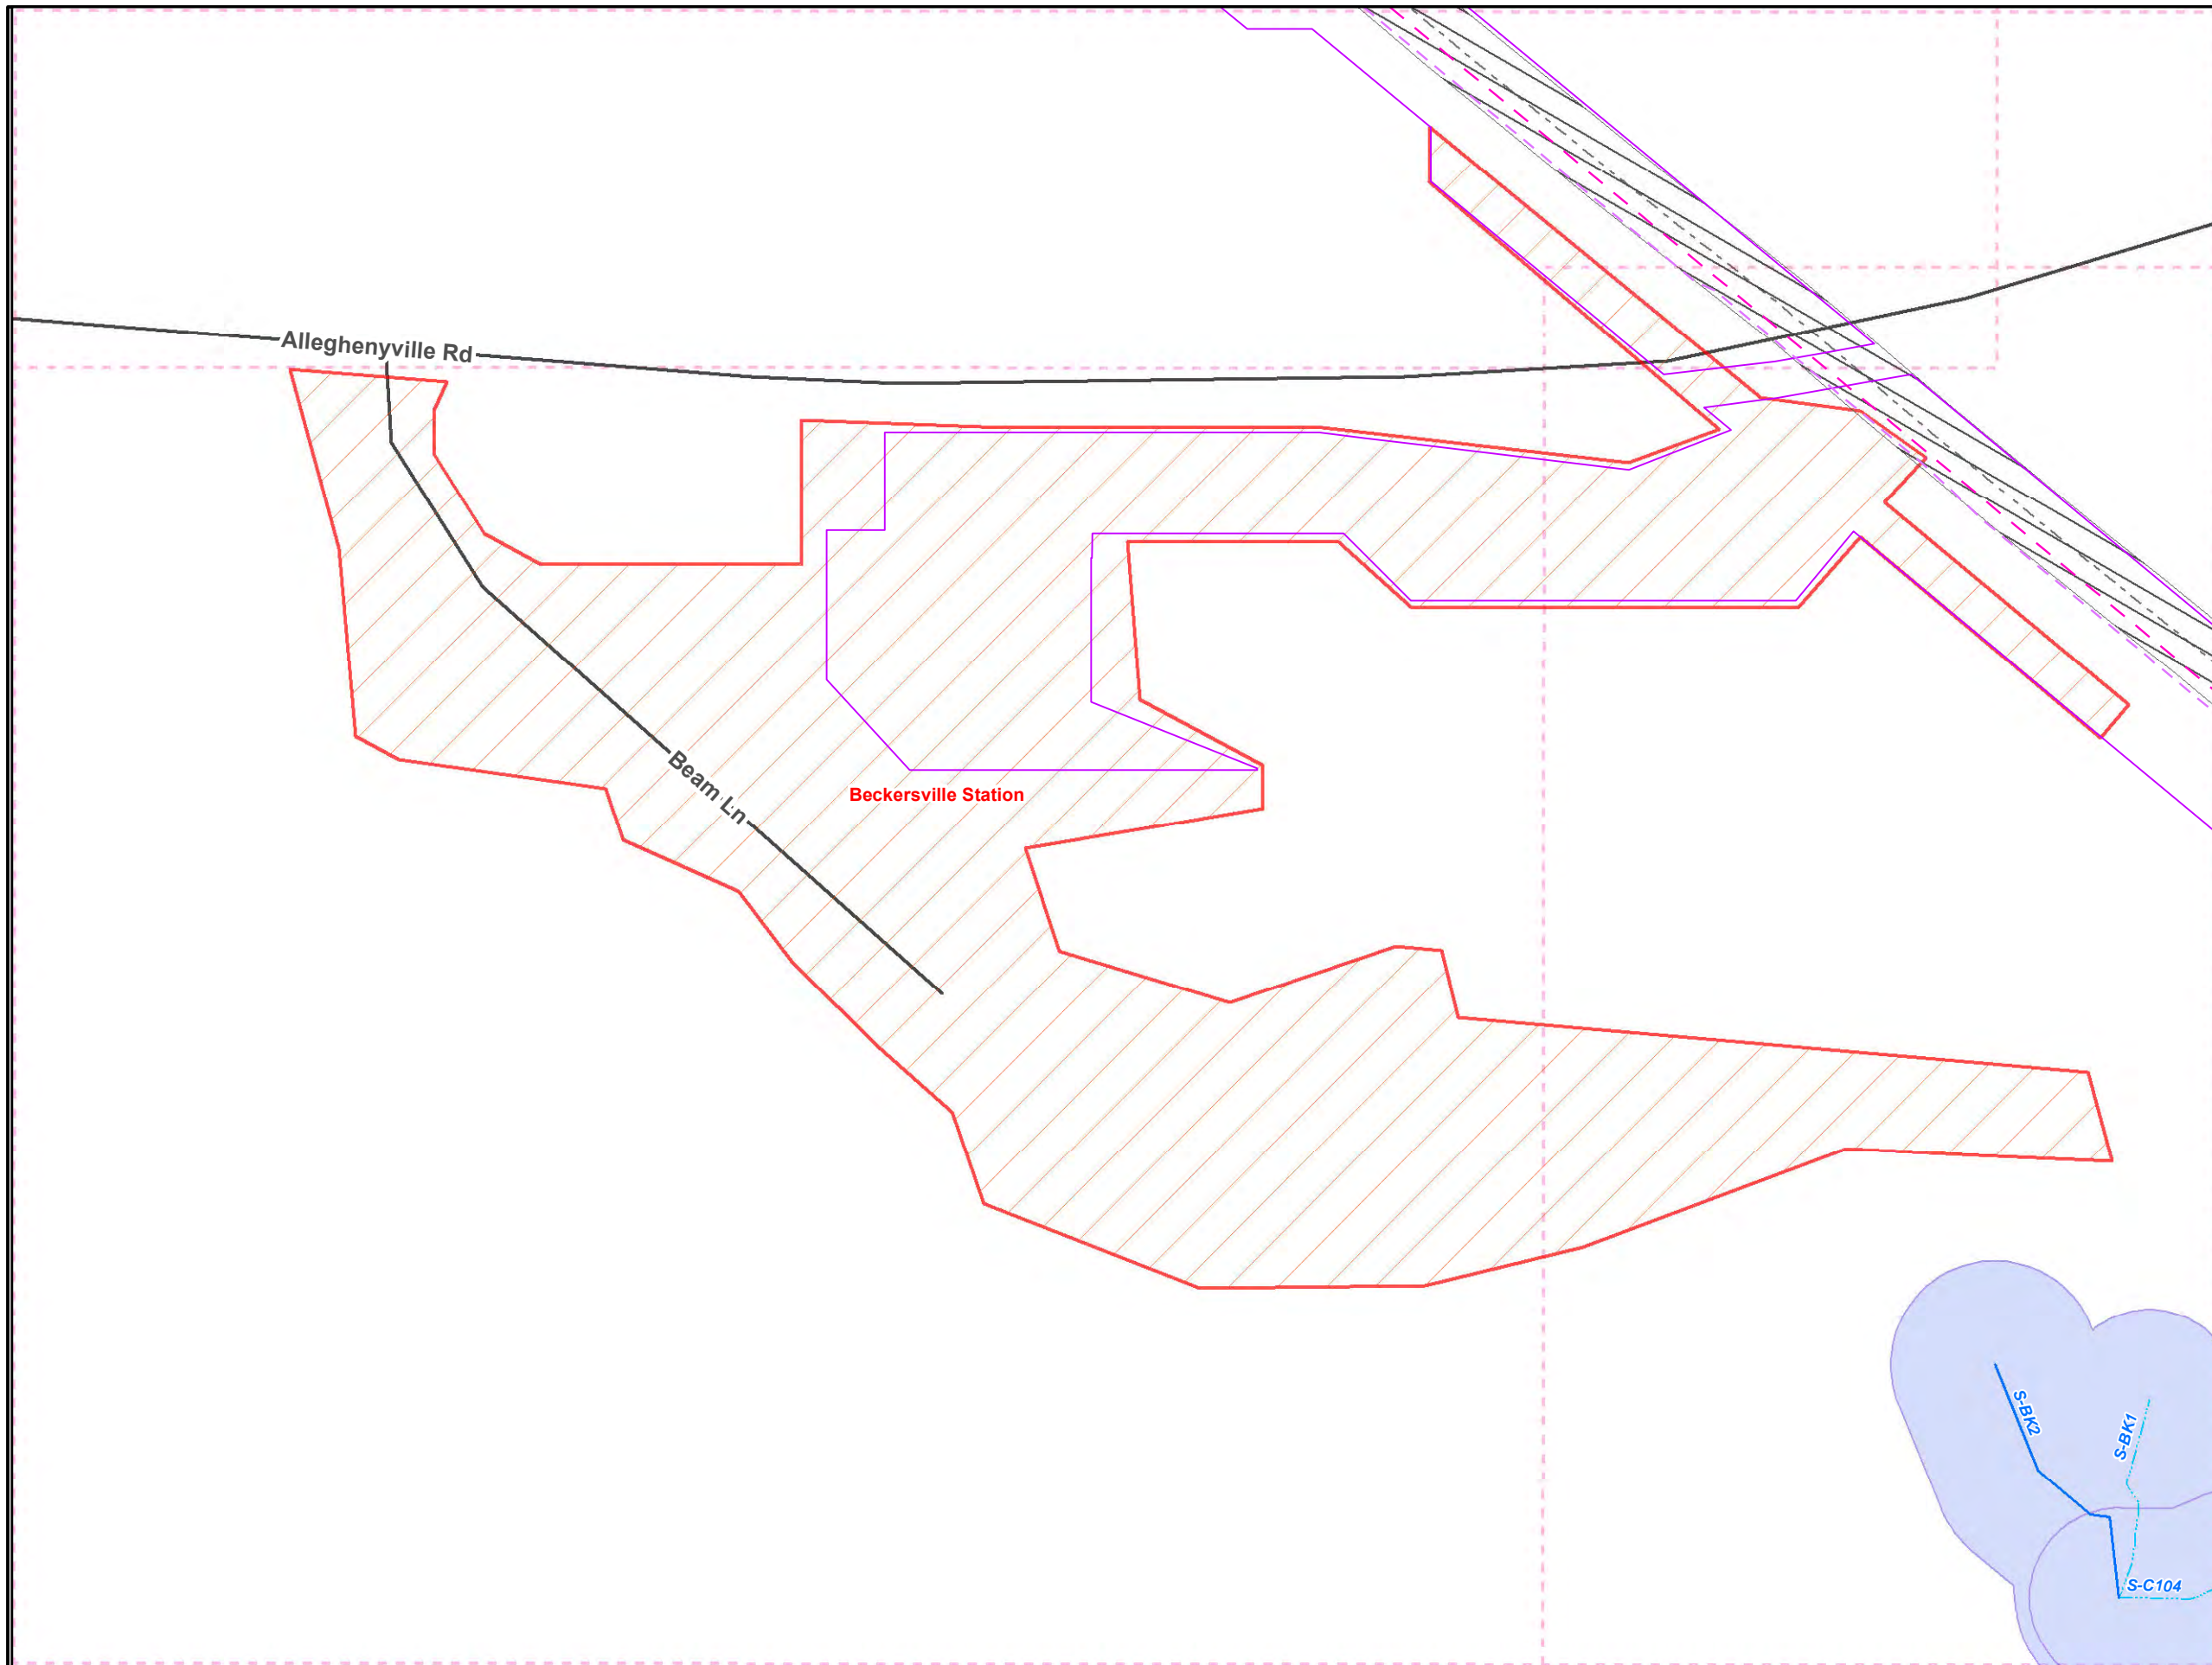 Alleghenyville Rd
Beam Ln
Beckersville Station
S-BK2
S-BK1
S-C104